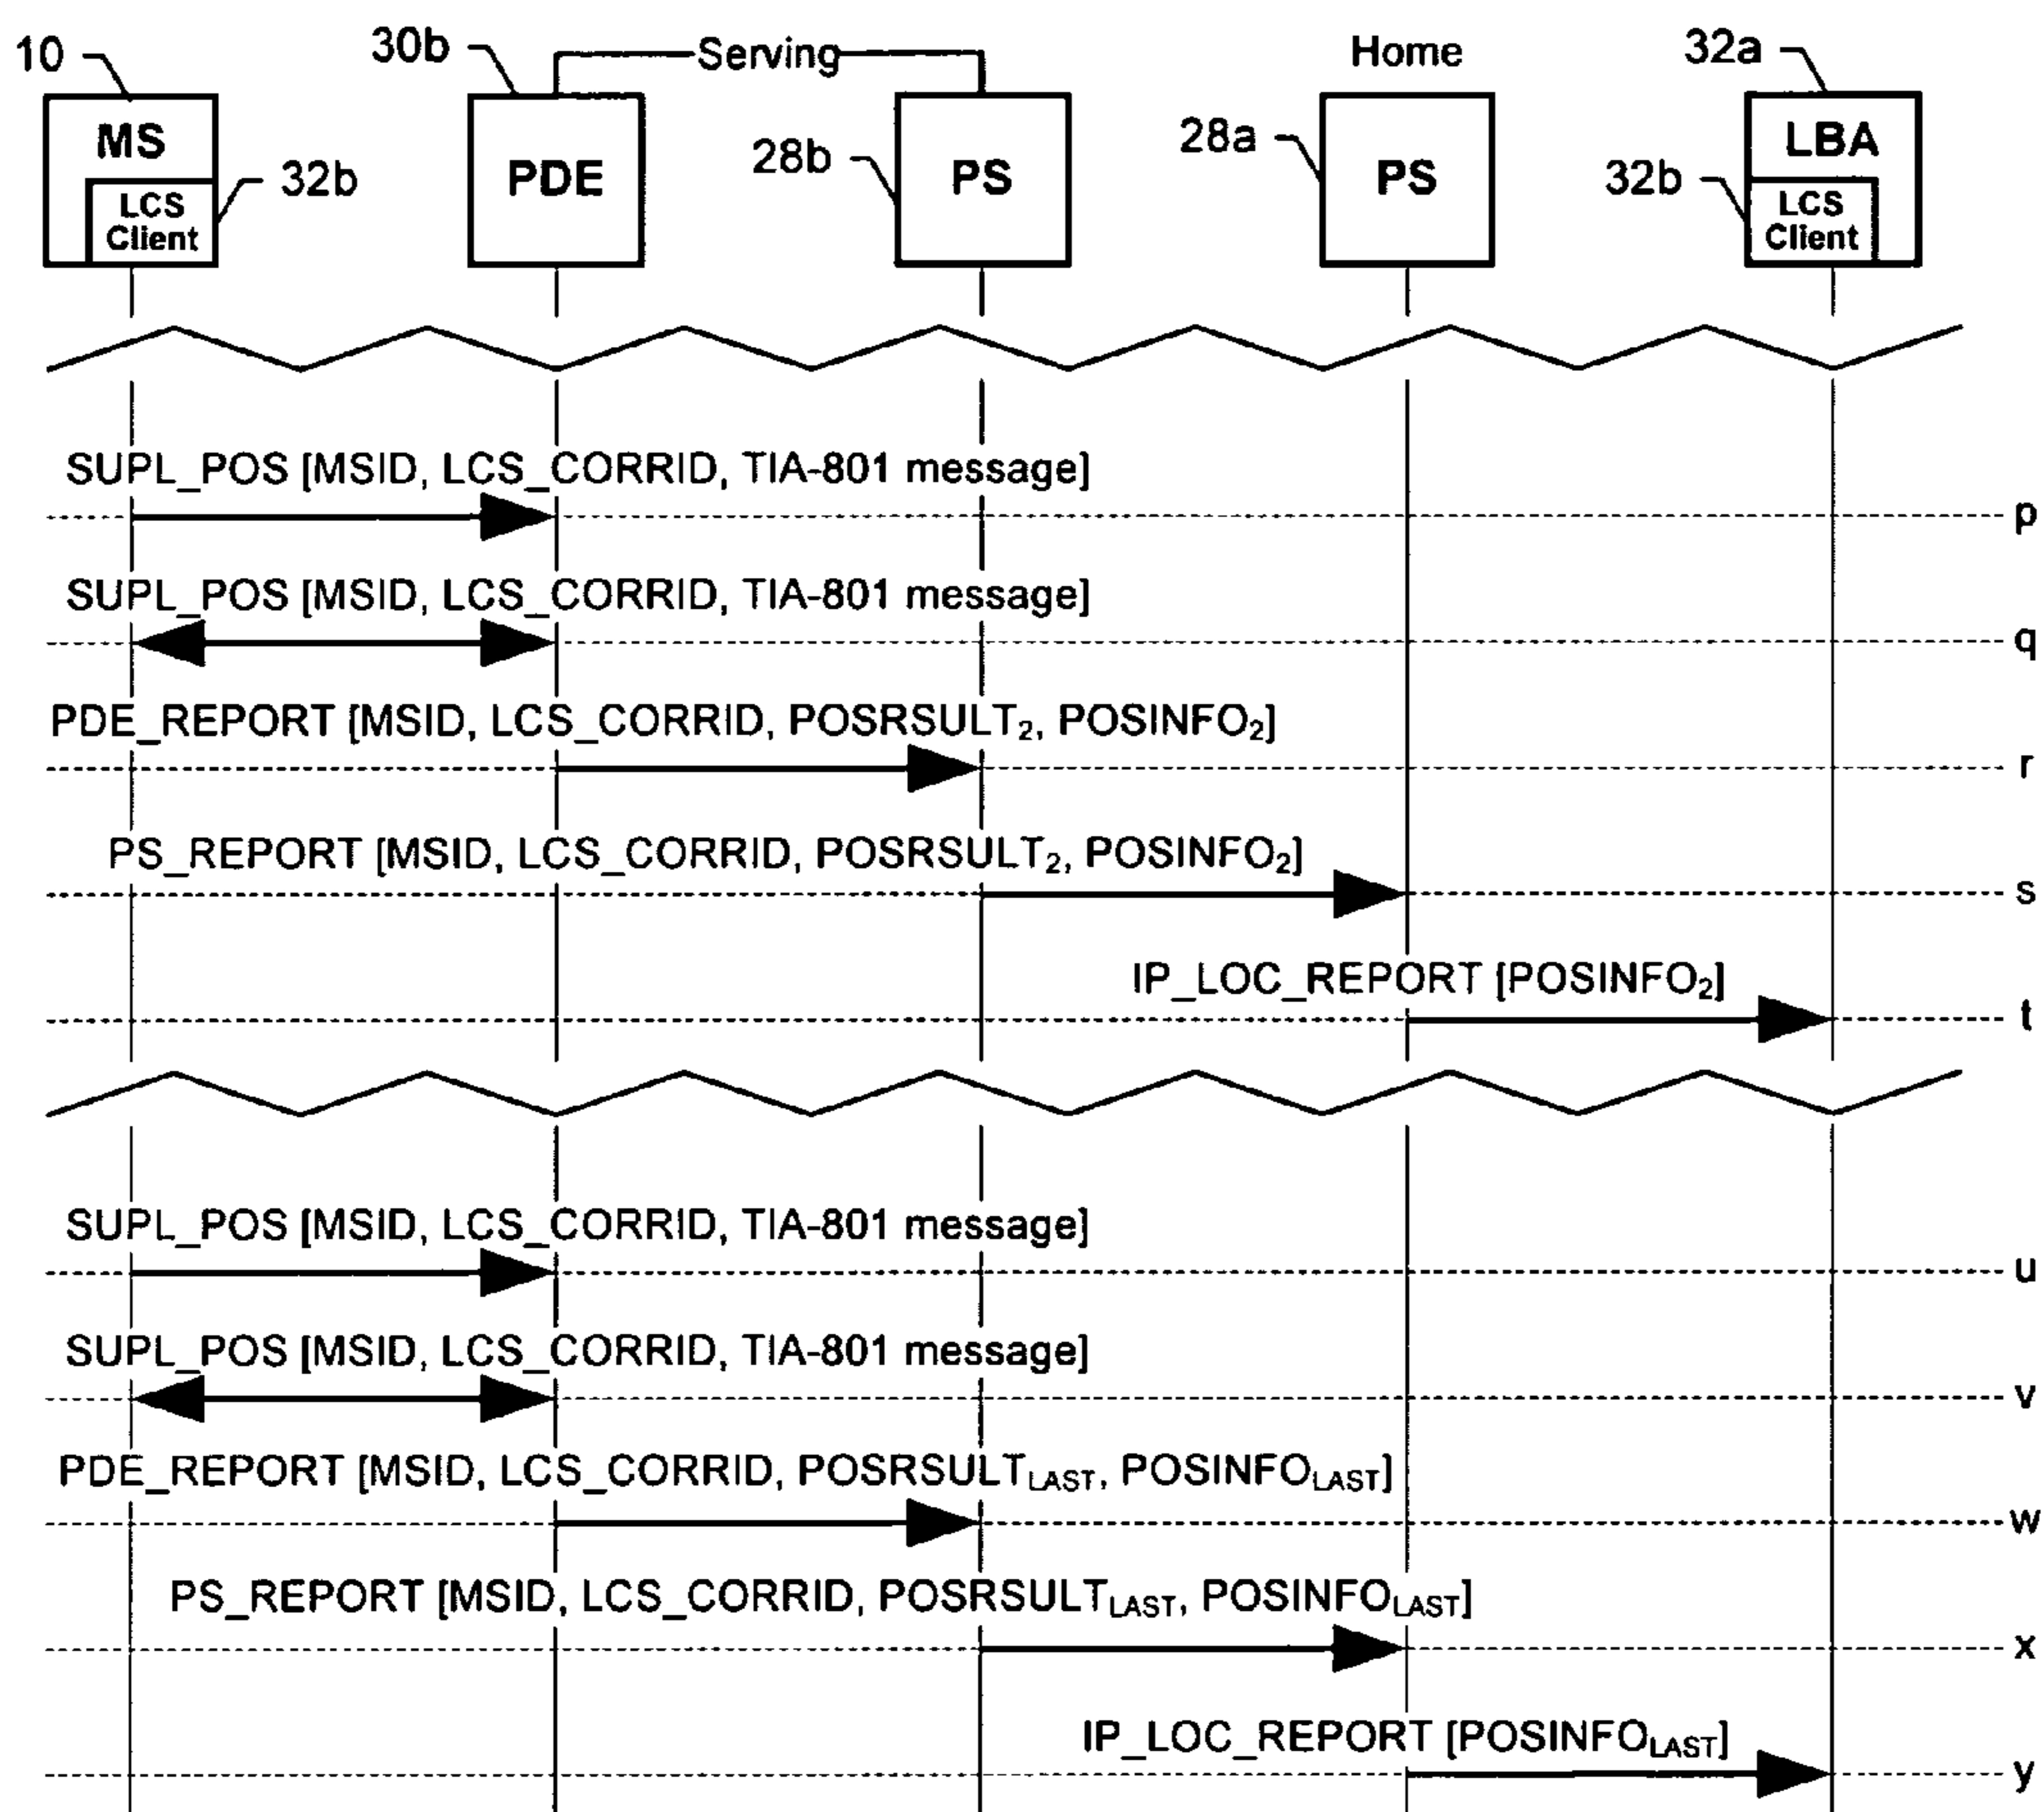 10
30b
Serving
Home
32a
MS
LCS
Client
32b
PDE
28b
PS
28a
PS
LBA
32b
LCS
Client
SUPL_POS [MSID, LCS_CORRID, TIA-801 message]
p
SUPL_POS [MSID, LCS_CORRID, TIA-801 message]
q
PDE_REPORT [MSID, LCS_CORRID, POSRSULT₂, POSINFO₂]
r
PS_REPORT [MSID, LCS_CORRID, POSRSULT₂, POSINFO₂]
s
IP_LOC_REPORT [POSINFO₂]
t
SUPL_POS [MSID, LCS_CORRID, TIA-801 message]
u
SUPL_POS [MSID, LCS_CORRID, TIA-801 message]
v
PDE_REPORT [MSID, LCS_CORRID, POSRSULTLAST, POSINFOLAST]
w
PS_REPORT [MSID, LCS_CORRID, POSRSULTLAST, POSINFOLAST]
x
IP_LOC_REPORT [POSINFOLAST]
y